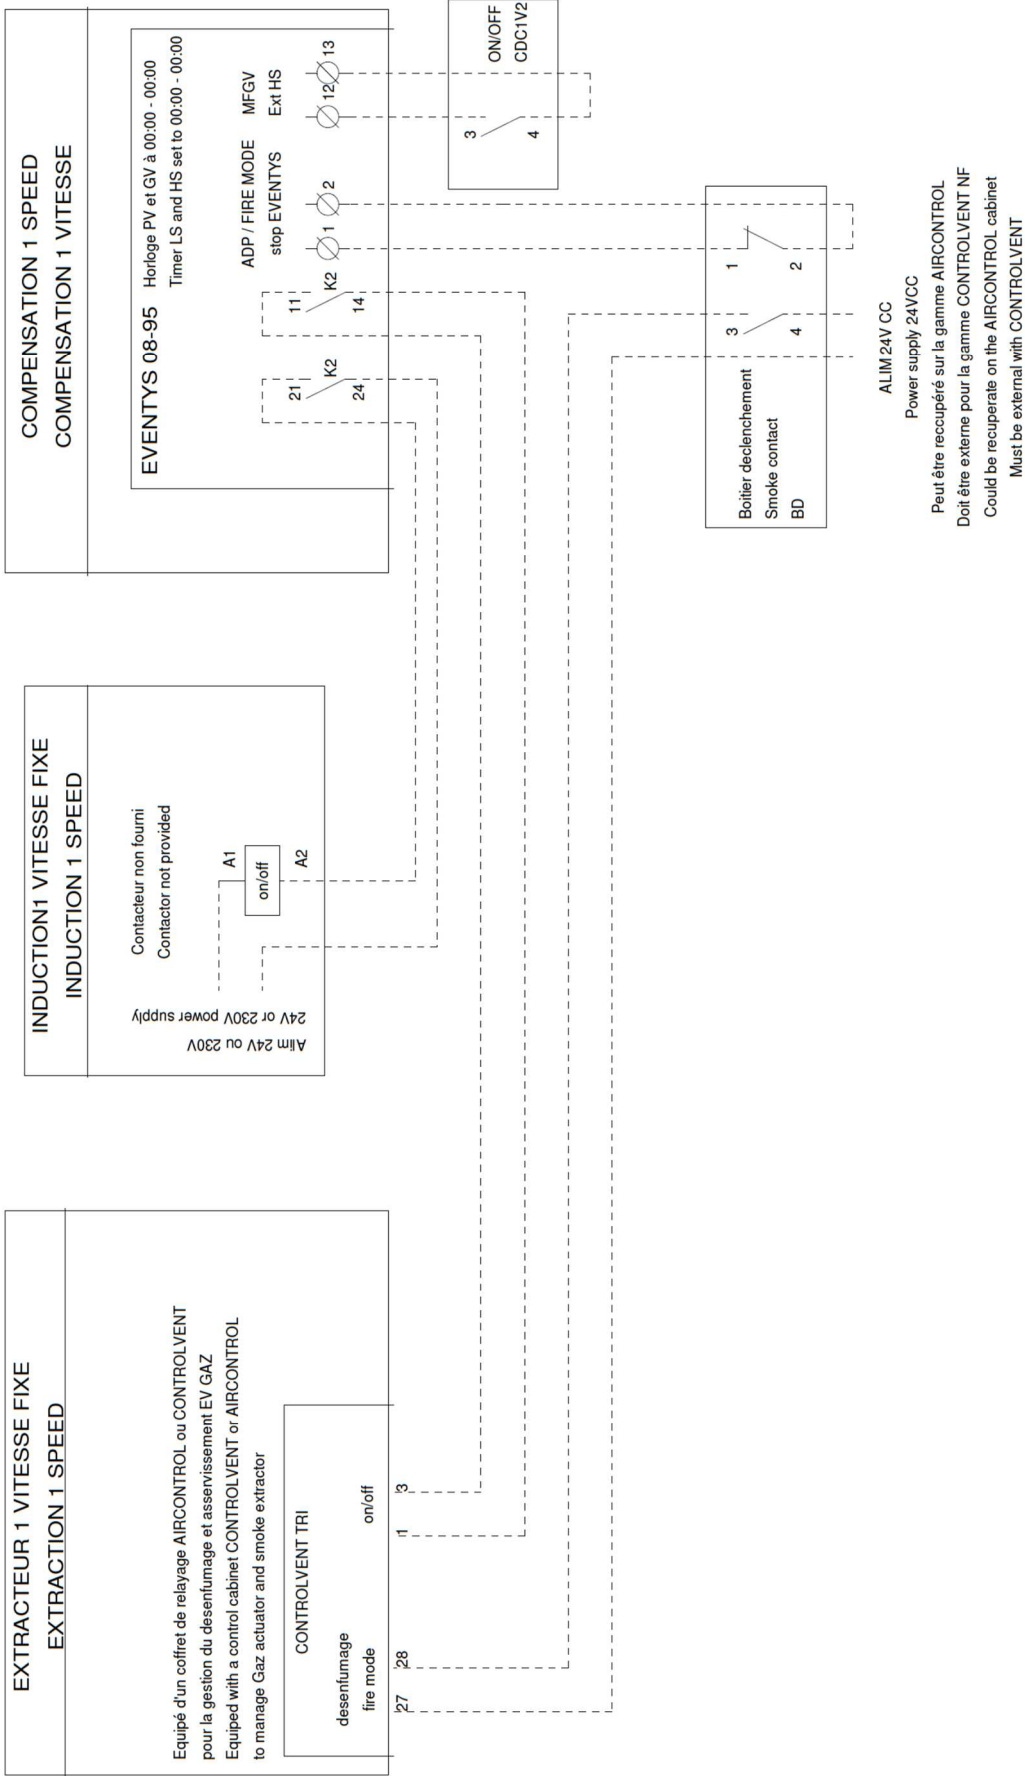 EXTRACTEUR 1 VITESSE FIXE
EXTRACTION 1 SPEED
Equipé d'un coffret de relayage AIRCONTROL ou CONTROLVENT
pour la gestion du desenfumage et asservissement EV GAZ
Equiped with a control cabinet CONTROLVENT or AIRCONTROL
to manage Gaz actuator and smoke extractor
CONTROLVENT TRI
desenfumage
fire mode
on/off
27
28
1
3
INDUCTION1 VITESSE FIXE
INDUCTION 1 SPEED
Contacteur non fourni
Contactor not provided
A1
on/off
A2
Alim 24V ou 230V
24V or 230V power supply
COMPENSATION 1 SPEED
COMPENSATION 1 VITESSE
EVENTYS 08-95
Horloge PV et GV à 00:00 - 00:00
Timer LS and HS set to 00:00 - 00:00
ADP / FIRE MODE
stop EVENTYS
MFGV
Ext HS
21
K2
24
11
K2
14
1
2
12
13
3
4
ON/OFF
CDC1V2
Boitier declenchement
Smoke contact
BD
3
4
1
2
ALIM 24V CC
Power supply 24VCC
Peut être reccupéré sur la gamme AIRCONTROL
Doit être externe pour la gamme CONTROLVENT NF
Could be recuperate on the AIRCONTROL cabinet
Must be external with CONTROLVENT